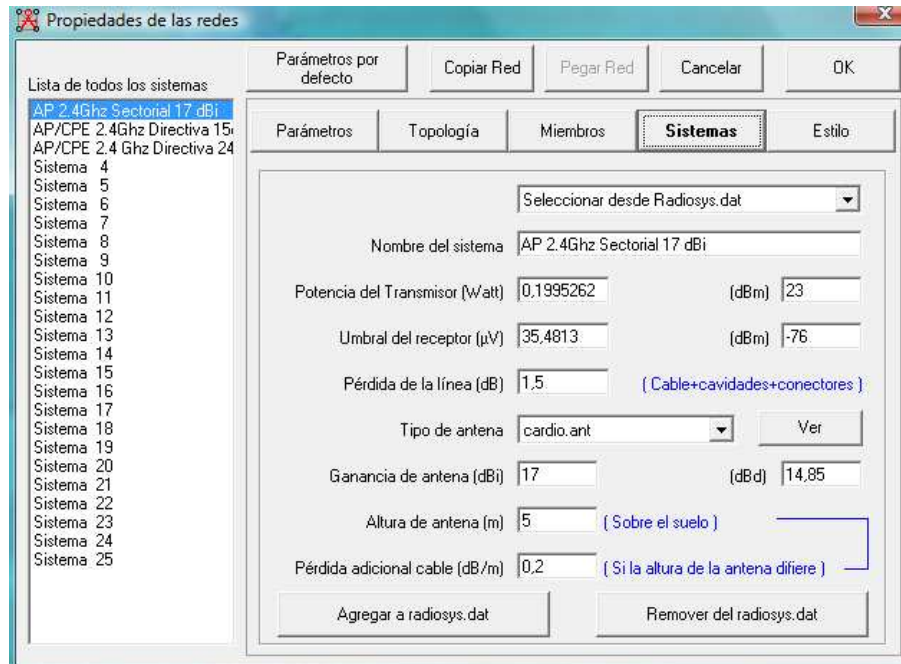 Propiedades de las redes
Lista de todos los sistemas
AP 2.4Ghz Sectorial 17 dBi
AP/CPE 2.4Ghz Directiva 15
AP/CPE 2.4 Ghz Directiva 24
Sistema 4
Sistema 5
Sistema 6
Sistema 7
Sistema 8
Sistema 9
Sistema 10
Sistema 11
Sistema 12
Sistema 13
Sistema 14
Sistema 15
Sistema 16
Sistema 17
Sistema 18
Sistema 19
Sistema 20
Sistema 21
Sistema 22
Sistema 23
Sistema 24
Sistema 25
Parámetros por
defecto
Copiar Red
Pegar Red
Cancelar
OK
Parámetros
Topología
Miembros
Sistemas
Estilo
Seleccionar desde Radiosys.dat
Nombre del sistema AP 2.4Ghz Sectorial 17 dBi
Potencia del Transmisor (Watt) 0,1995262 (dBm) 23
Umbral del receptor (µV) 35,4813 (dBm) -76
Pérdida de la línea (dB) 1,5 ( Cable+cavidades+conectores )
Tipo de antena cardio.ant Ver
Ganancia de antena (dBi) 17 (dBd) 14,85
Altura de antena (m) 5 ( Sobre el suelo )
Pérdida adicional cable (dB/m) 0,2 ( Si la altura de la antena difiere )
Agregar a radiosys.dat
Remover del radiosys.dat